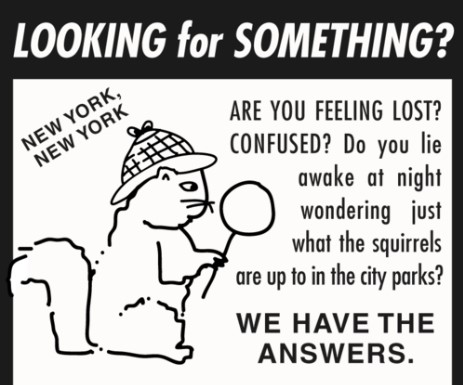 LOOKING for SOMETHING?
NEW YORK,
NEW YORK
ARE YOU FEELING LOST?
CONFUSED? Do you lie
awake at night
wondering just
what the squirrels
are up to in the city parks?
WE HAVE THE
ANSWERS.